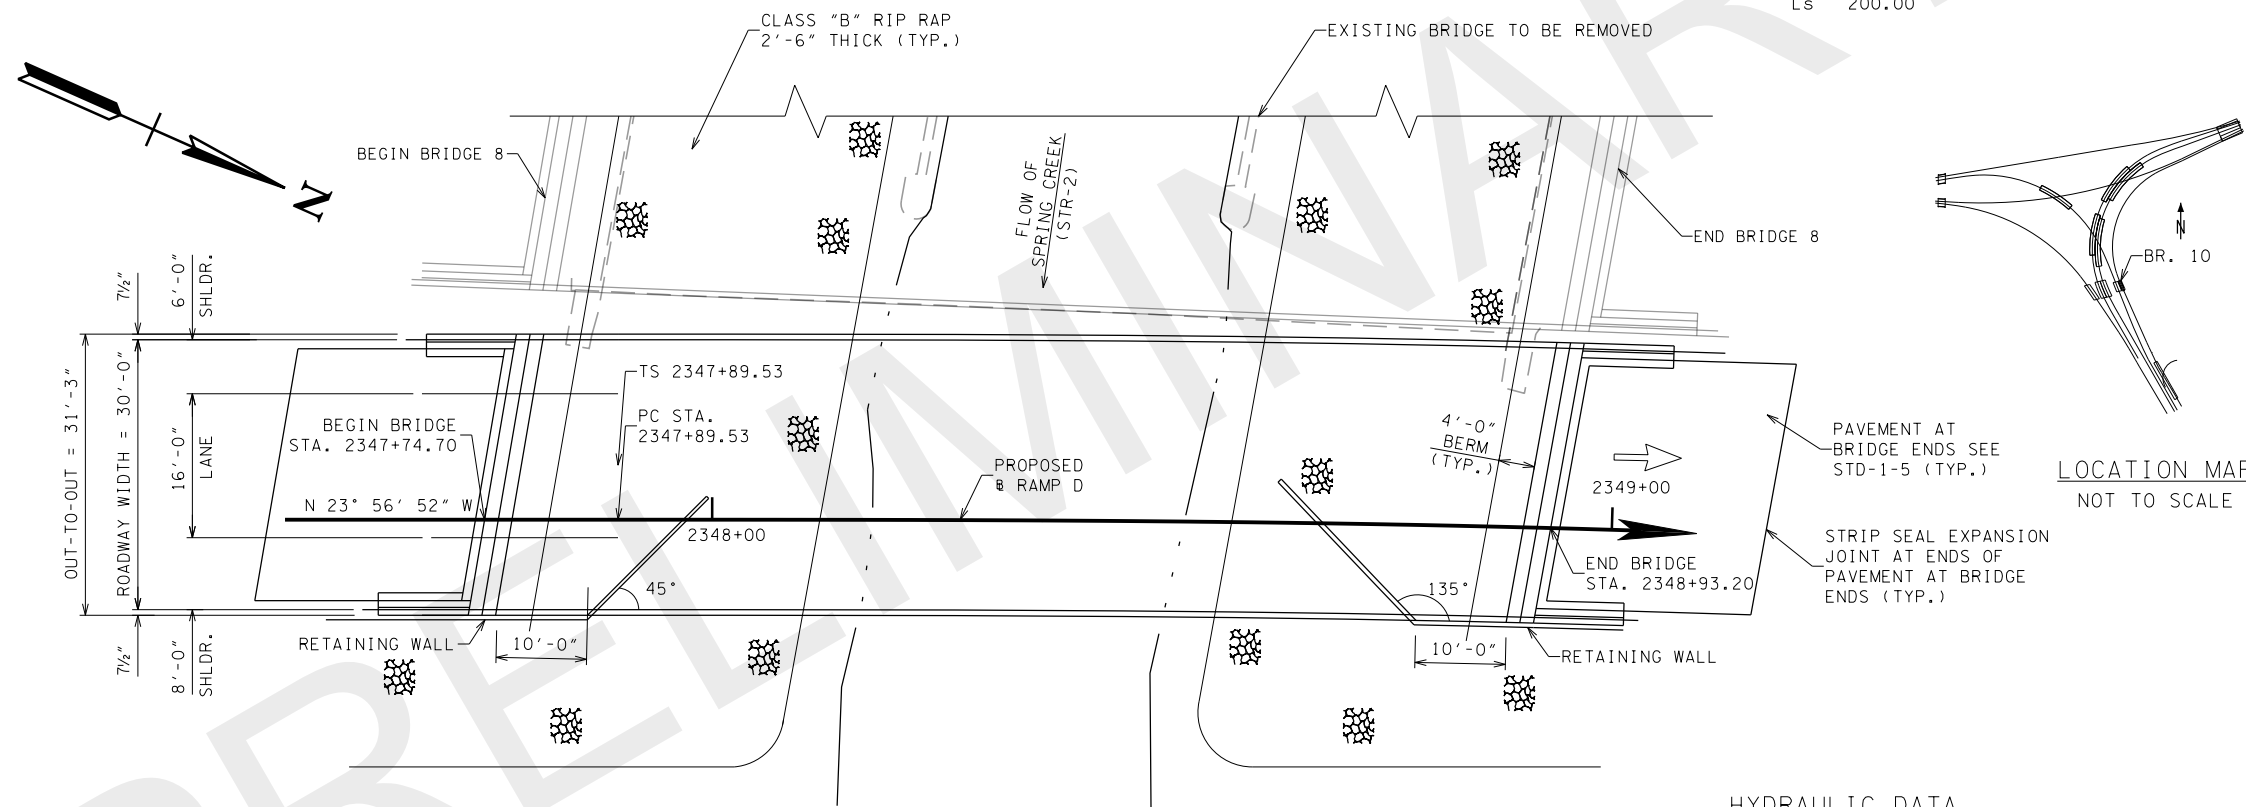 Ls 200.00
CLASS "B" RIP RAP
2'-6" THICK (TYP.)
EXISTING BRIDGE TO BE REMOVED
BEGIN BRIDGE 8
FLOW OF
SPRING CREEK
(STR-2)
END BRIDGE 8
N
N
BR. 10
7½"
6'-0"
SHLDR.
OUT-TO-OUT = 31'-3"
ROADWAY WIDTH = 30'-0"
16'-0"
LANE
TS 2347+89.53
PC STA.
2347+89.53
BEGIN BRIDGE
STA. 2347+74.70
N 23° 56' 52" W
2348+00
PROPOSED
℄ RAMP D
4'-0"
BERM
(TYP.)
2349+00
PAVEMENT AT
BRIDGE ENDS SEE
STD-1-5 (TYP.)
LOCATION MAP
NOT TO SCALE
STRIP SEAL EXPANSION
JOINT AT ENDS OF
PAVEMENT AT BRIDGE
ENDS (TYP.)
END BRIDGE
STA. 2348+93.20
45°
135°
RETAINING WALL
10'-0"
10'-0"
RETAINING WALL
7½"
8'-0"
SHLDR.
HYDRAULIC DATA
PRELIMINAR